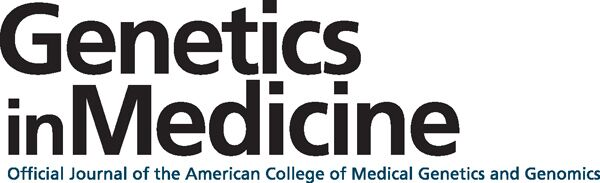 Genetics
inMedicine
Official Journal of the American College of Medical Genetics and Genomics